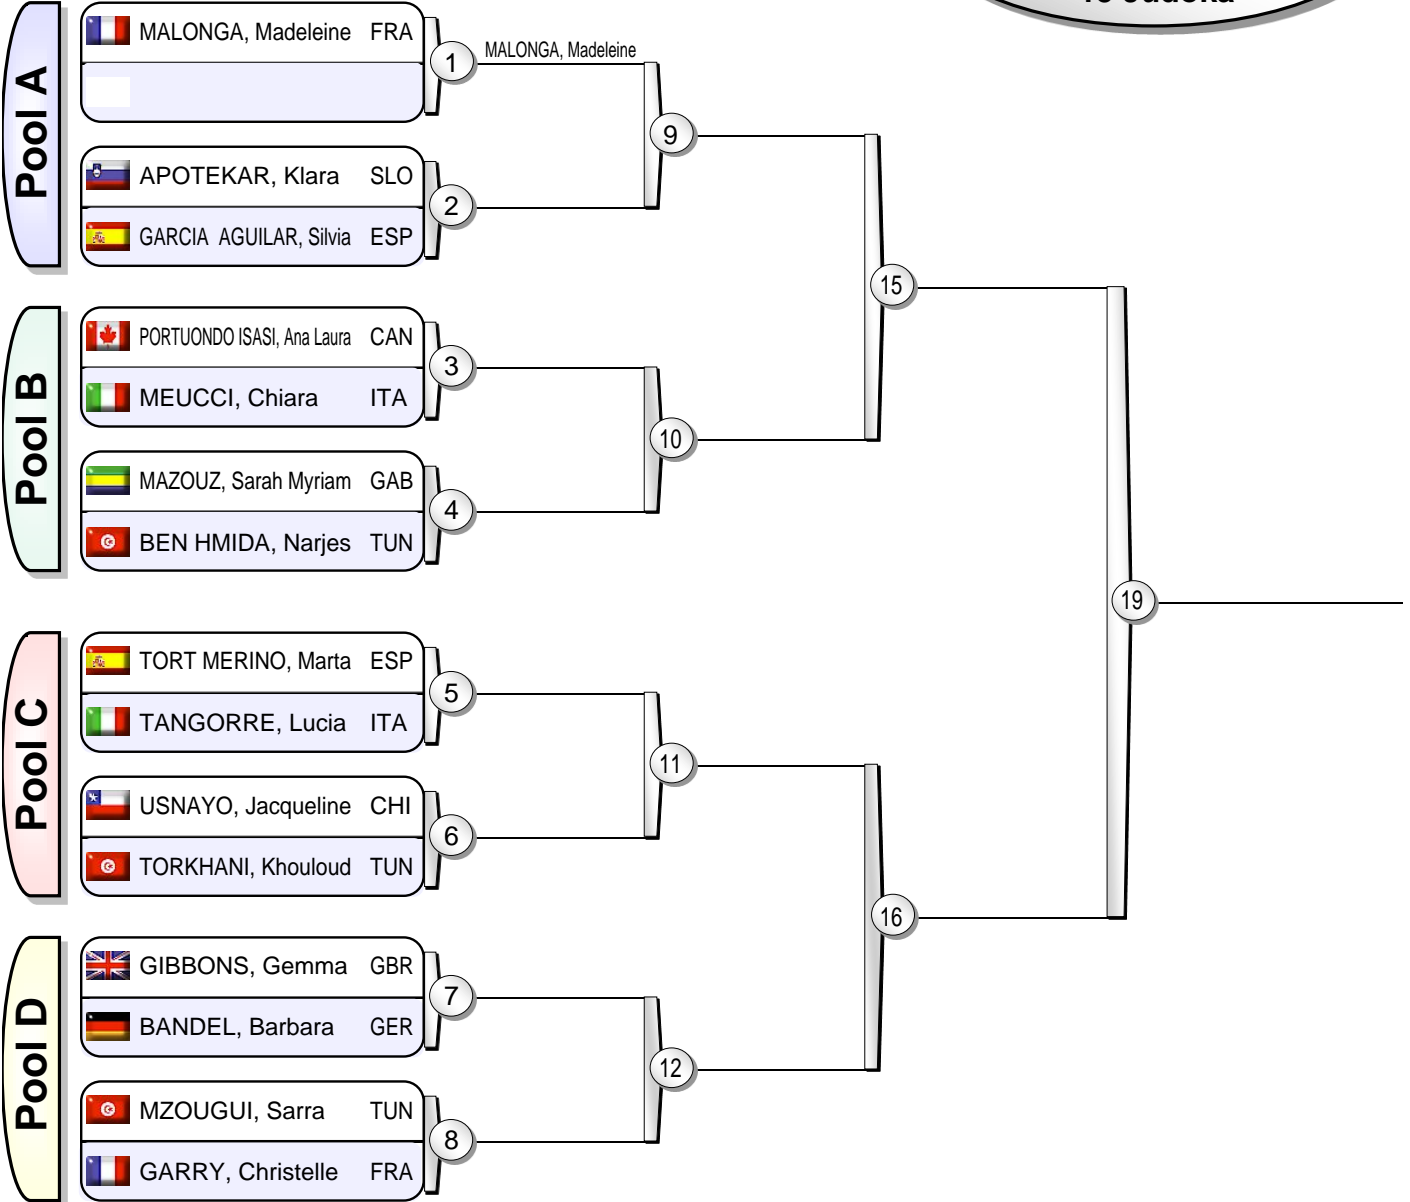 Pool A
MALONGA, Madeleine FRA
1
MALONGA, Madeleine
9
APOTEKAR, Klara SLO
2
GARCIA AGUILAR, Silvia ESP
15
Pool B
PORTUONDO ISASI, Ana Laura CAN
3
MEUCCI, Chiara ITA
10
MAZOUZ, Sarah Myriam GAB
4
BEN HMIDA, Narjes TUN
19
Pool C
TORT MERINO, Marta ESP
5
TANGORRE, Lucia ITA
11
USNAYO, Jacqueline CHI
6
TORKHANI, Khouloud TUN
16
Pool D
GIBBONS, Gemma GBR
7
BANDEL, Barbara GER
12
MZOUGUI, Sarra TUN
8
GARRY, Christelle FRA